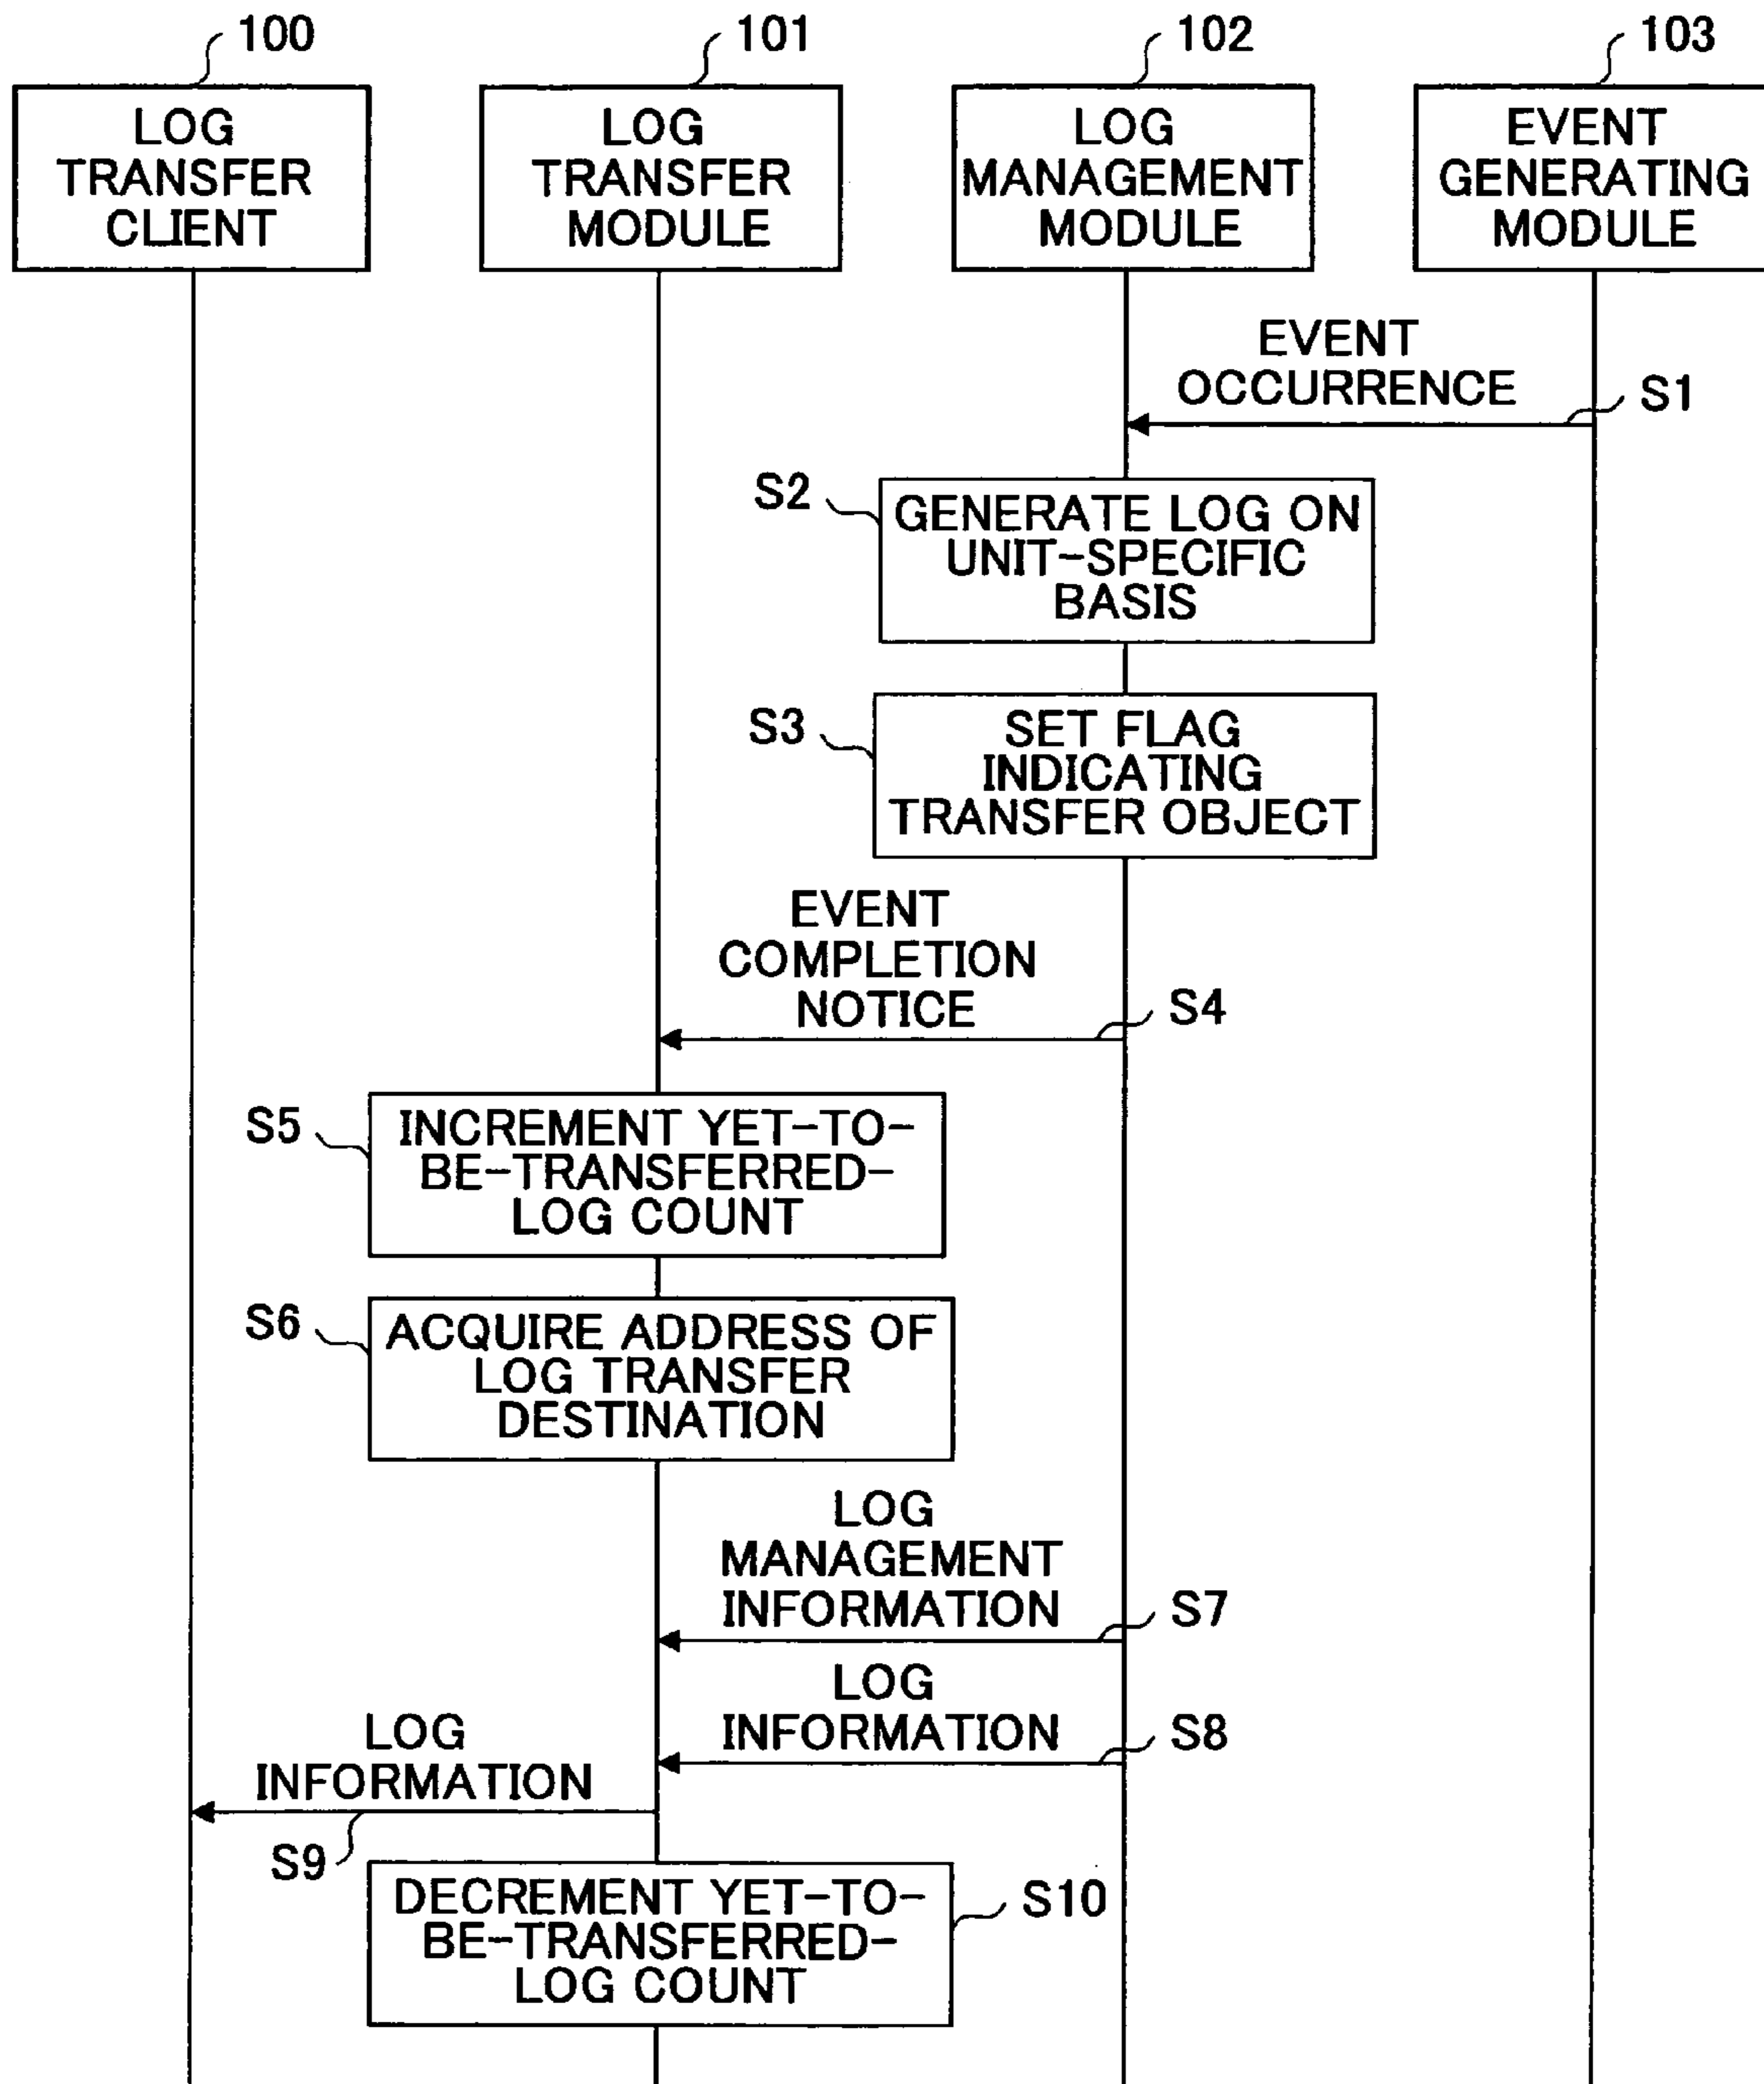 100
101
102
103
LOG
TRANSFER
CLIENT
LOG
TRANSFER
MODULE
LOG
MANAGEMENT
MODULE
EVENT
GENERATING
MODULE
EVENT
OCCURRENCE
S1
S2
GENERATE LOG ON
UNIT-SPECIFIC
BASIS
S3
SET FLAG
INDICATING
TRANSFER OBJECT
EVENT
COMPLETION
NOTICE
S4
S5
INCREMENT YET-TO-
BE-TRANSFERRED-
LOG COUNT
S6
ACQUIRE ADDRESS OF
LOG TRANSFER
DESTINATION
LOG
MANAGEMENT
INFORMATION
S7
LOG
INFORMATION
S8
LOG
INFORMATION
S9
DECREMENT YET-TO-
BE-TRANSFERRED-
LOG COUNT
S10